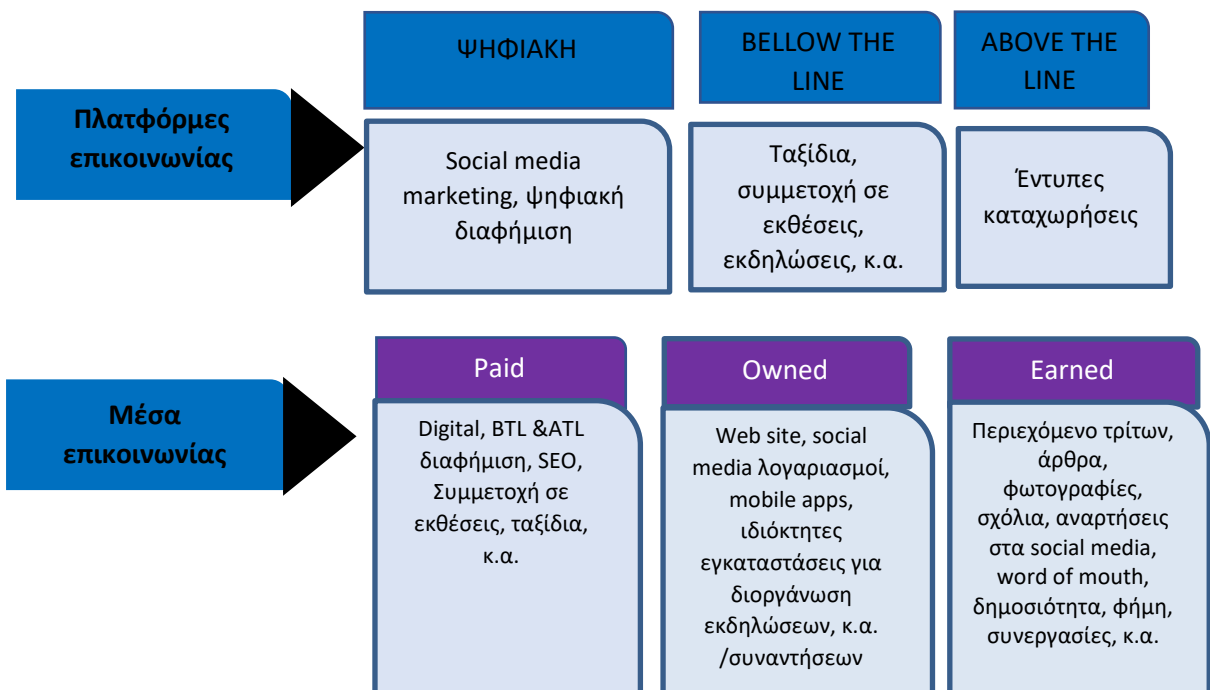 ΨΗΦΙΑΚΗ
BELLOW THE
LINE
ABOVE THE
LINE
Πλατφόρμες
επικοινωνίας
Social media
marketing, ψηφιακή
διαφήμιση
Ταξίδια,
συμμετοχή σε
εκθέσεις,
εκδηλώσεις, κ.α.
Έντυπες
καταχωρήσεις
Μέσα
επικοινωνίας
Paid
Digital, BTL &ATL
διαφήμιση, SEO,
Συμμετοχή σε
εκθέσεις, ταξίδια,
κ.α.
Owned
Web site, social
media λογαριασμοί,
mobile apps,
ιδιόκτητες
εγκαταστάσεις για
διοργάνωση
εκδηλώσεων, κ.α.
/συναντήσεων
Earned
Περιεχόμενο τρίτων,
άρθρα,
φωτογραφίες,
σχόλια, αναρτήσεις
στα social media,
word of mouth,
δημοσιότητα, φήμη,
συνεργασίες, κ.α.